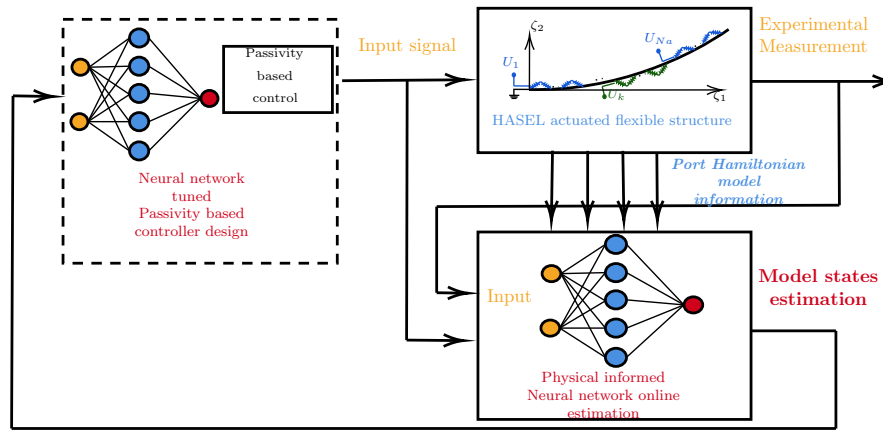 Passivity
based
control
Neural network
tuned
Passivity based
controller design
Input signal
ζ2
U1
UNa
Uk
ζ1
HASEL actuated flexible structure
Experimental
Measurement
Port Hamiltonian
model
information
Input
Physical informed
Neural network online
estimation
Model states
estimation